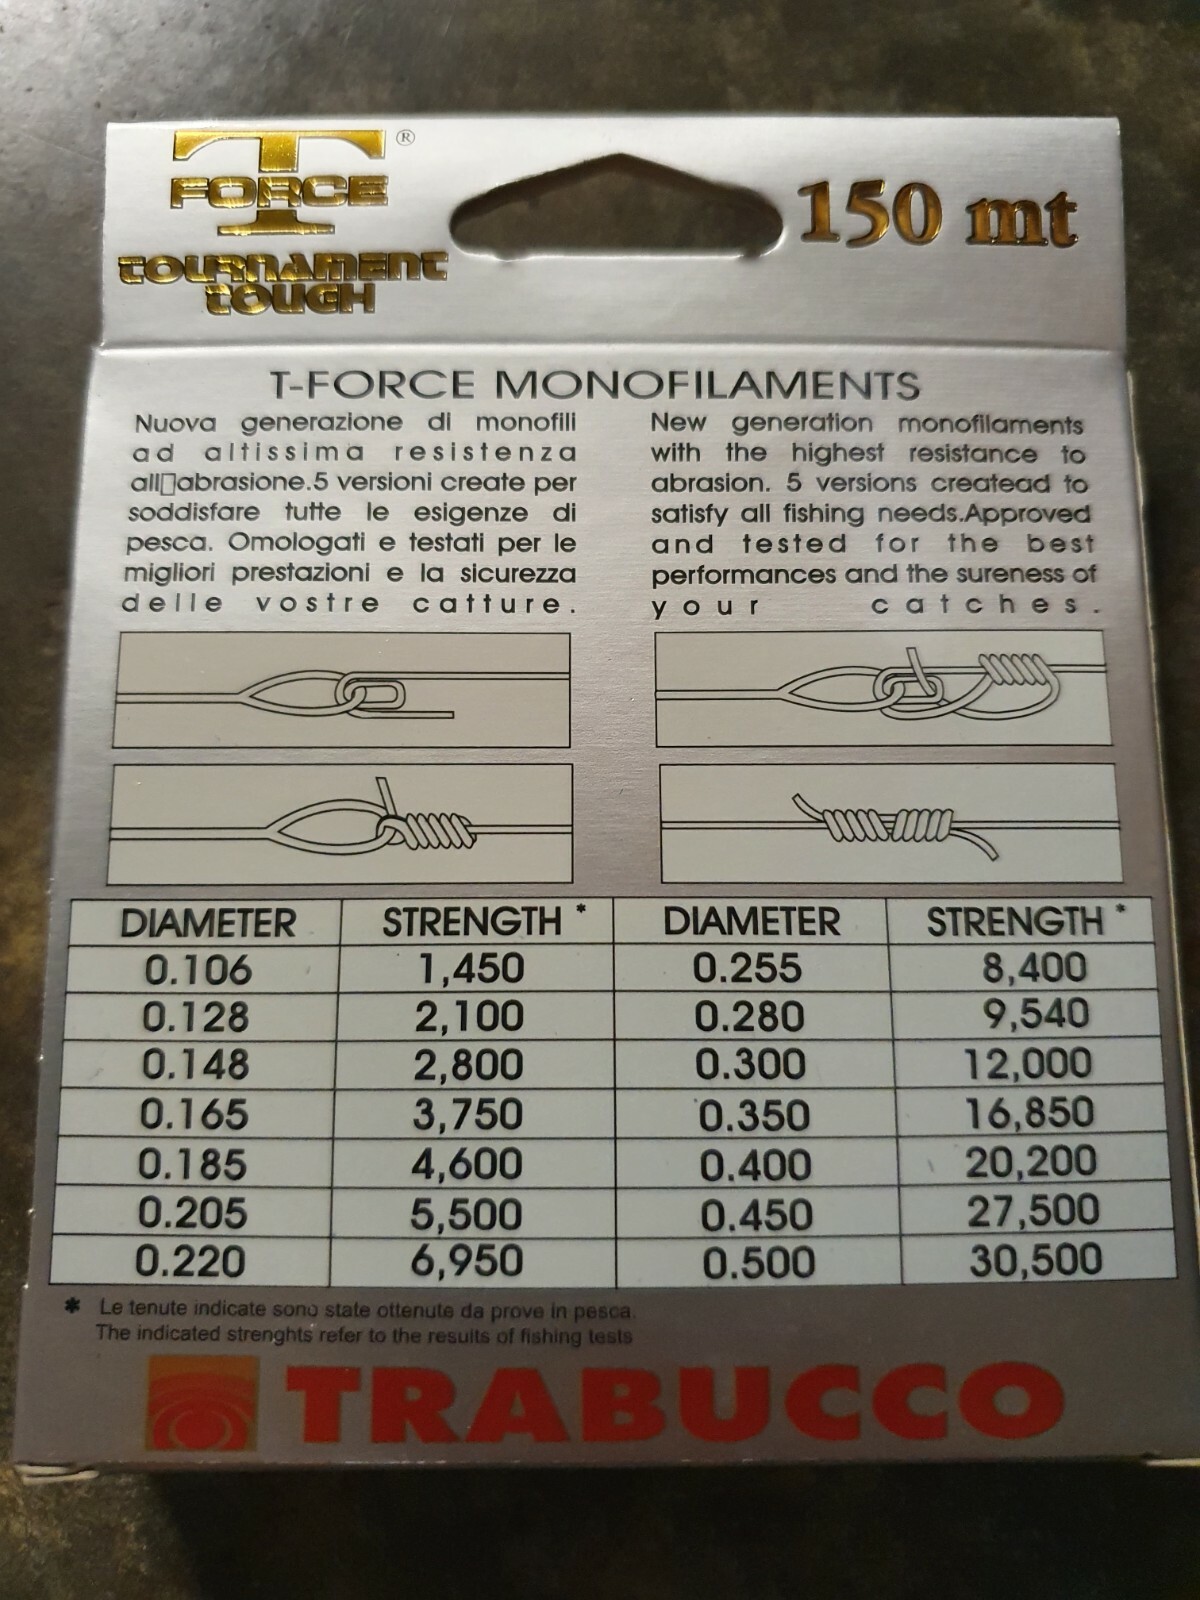 T ®
FORCE
TOURNAMENT
TOUGH
150 mt
T-FORCE MONOFILAMENTS
Nuova generazione di monofili
ad altissima resistenza
all▯abrasione.5 versioni create per
soddisfare tutte le esigenze di
pesca. Omologati e testati per le
migliori prestazioni e la sicurezza
delle vostre catture.
New generation monofilaments
with the highest resistance to
abrasion. 5 versions createad to
satisfy all fishing needs.Approved
and tested for the best
performances and the sureness of
your catches.
DIAMETER STRENGTH * DIAMETER STRENGTH *
0.106 1,450 0.255 8,400
0.128 2,100 0.280 9,540
0.148 2,800 0.300 12,000
0.165 3,750 0.350 16,850
0.185 4,600 0.400 20,200
0.205 5,500 0.450 27,500
0.220 6,950 0.500 30,500
* Le tenute indicate sono state ottenute da prove in pesca.
The indicated strenghts refer to the results of fishing tests
TRABUCCO